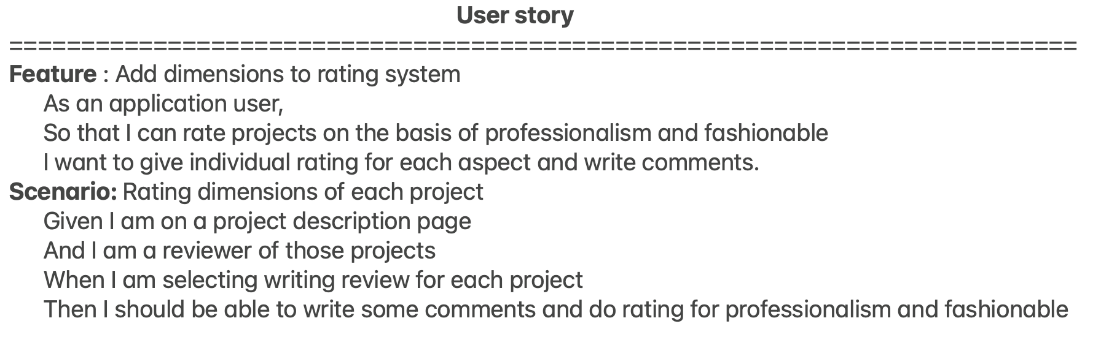 User story
==========================================================================
Feature : Add dimensions to rating system
As an application user,
So that I can rate projects on the basis of professionalism and fashionable
I want to give individual rating for each aspect and write comments.
Scenario: Rating dimensions of each project
Given I am on a project description page
And I am a reviewer of those projects
When I am selecting writing review for each project
Then I should be able to write some comments and do rating for professionalism and fashionable